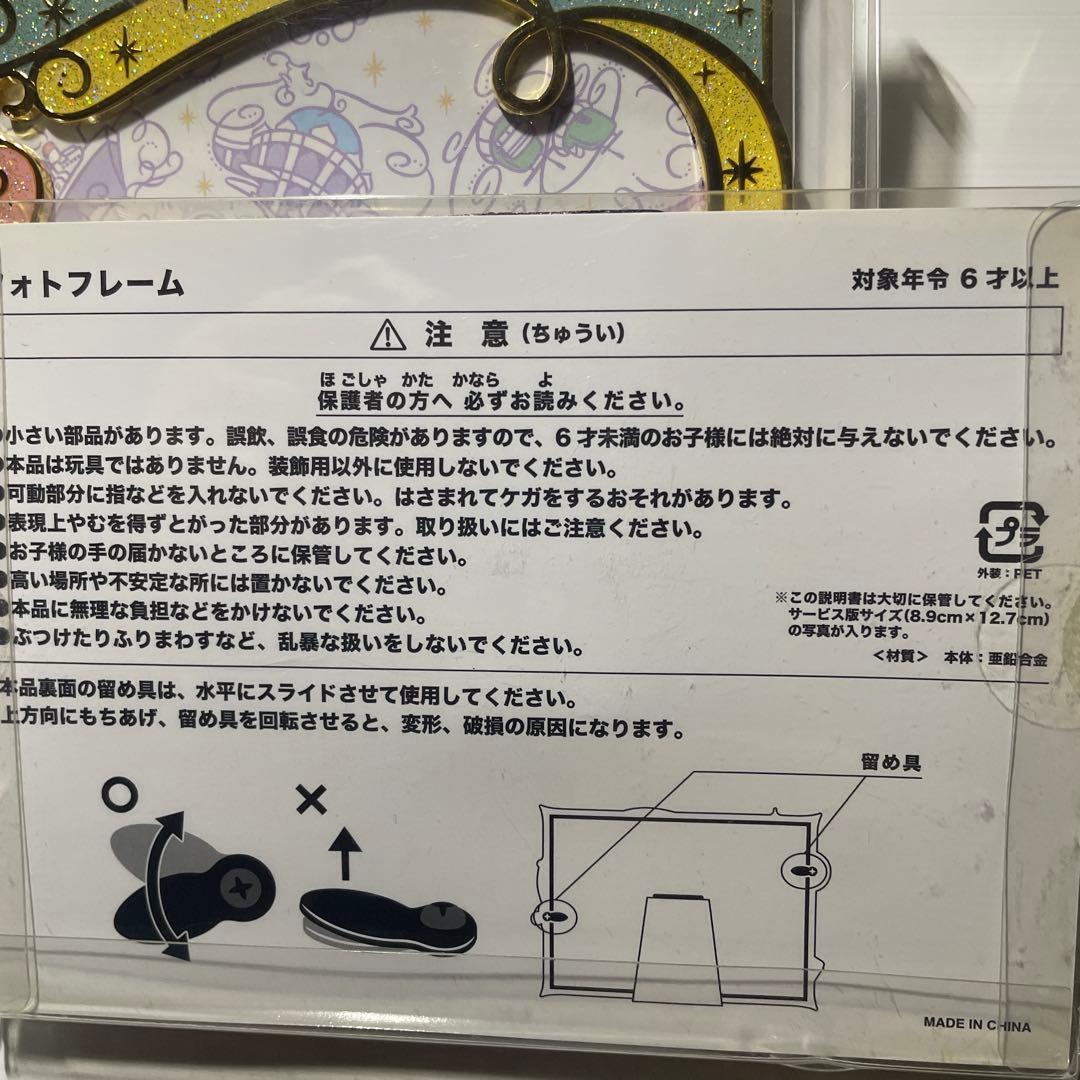 ォトフレーム
対象年令 6才以上
⚠ 注 意(ちゅうい)
ほごしゃ かた かなら よ
保護者の方へ 必ずお読みください。
●小さい部品があります。誤飲、誤食の危険がありますので、6才未満のお子様には絶対に与えないでください。
●本品は玩具ではありません。装飾用以外に使用しないでください。
●可動部分に指などを入れないでください。はさまれてケガをするおそれがあります。
●表現上やむを得ずとがった部分があります。取り扱いにはご注意ください。
●お子様の手の届かないところに保管してください。
●高い場所や不安定な所には置かないでください。
●本品に無理な負担などをかけないでください。
●ぶつけたりふりまわすなど、乱暴な扱いをしないでください。
プラ
外装:PET
※この説明書は大切に保管してください。
サービス版サイズ(8.9cm×12.7cm)
の写真が入ります。
<材質> 本体:亜鉛合金
本品裏面の留め具は、水平にスライドさせて使用してください。
上方向にもちあげ、留め具を回転させると、変形、破損の原因になります。
留め具
MADE IN CHINA